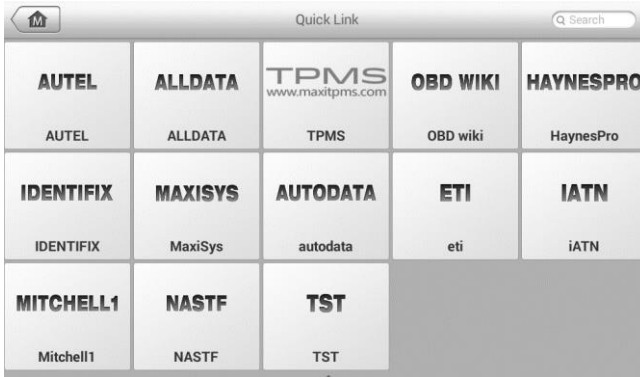 M
Quick Link
Search
AUTEL
ALLDATA
TPMS
www.maxitpms.com
OBD WIKI
HAYNESPRO
AUTEL
ALLDATA
TPMS
OBD wiki
HaynesPro
IDENTIFIX
MAXISYS
AUTODATA
ETI
IATN
IDENTIFIX
MaxiSys
autodata
eti
iATN
MITCHELL1
NASTF
TST
Mitchell1
NASTF
TST